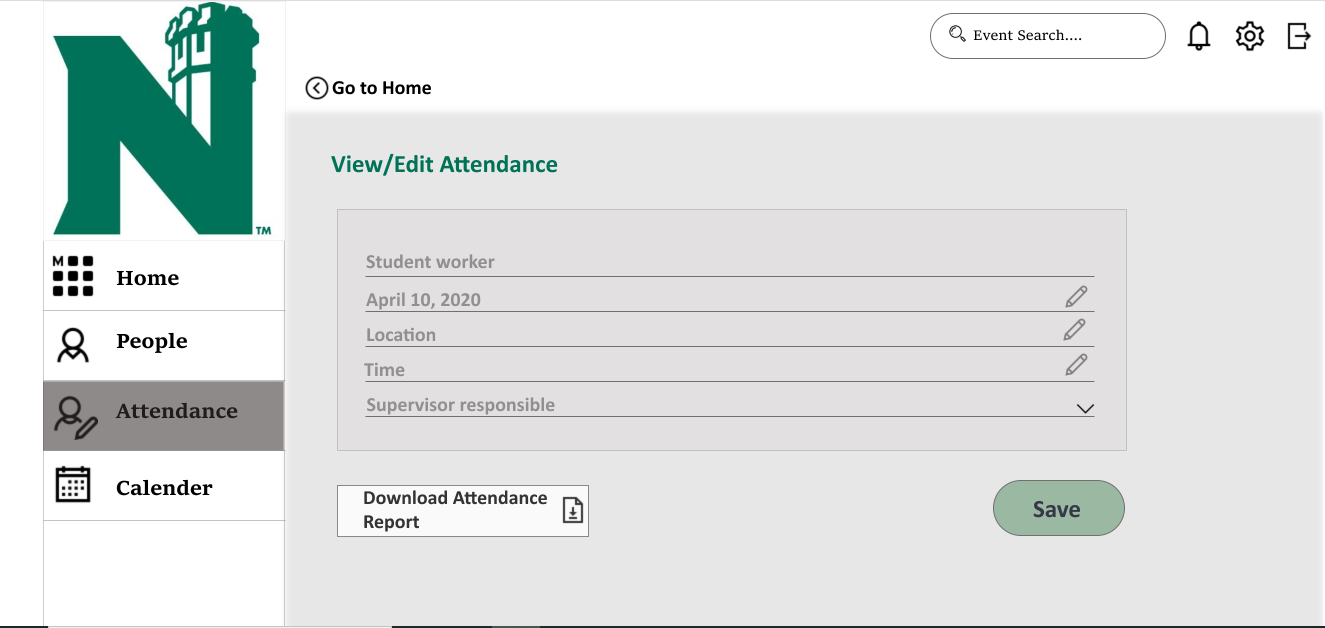 N
TM
Event Search....
Go to Home
View/Edit Attendance
M
Home
People
Attendance
Calender
Student worker
April 10, 2020
Location
Time
Supervisor responsible
Download Attendance
Report
Save